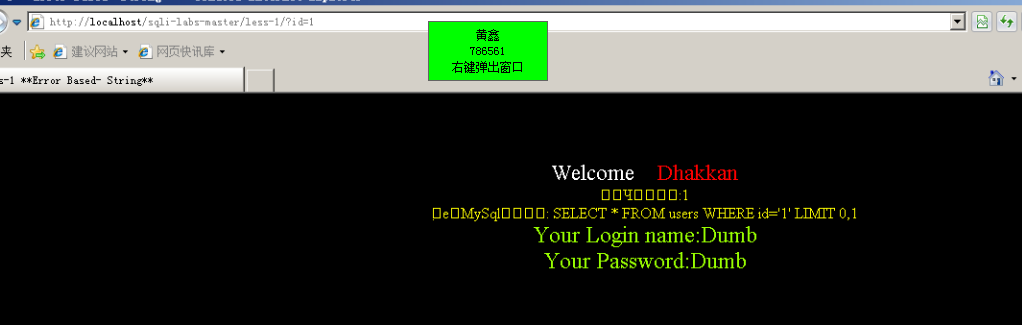 http://localhost/sqli-labs-master/less-1/?id=1
黄鑫
786561
右键弹出窗口
夹 建议网站 网页快讯库
s-1 **Error Based- String**
Welcome Dhakkan
□□Ч□□□□:1
□e□MySql□□□□: SELECT * FROM users WHERE id='1' LIMIT 0,1
Your Login name:Dumb
Your Password:Dumb